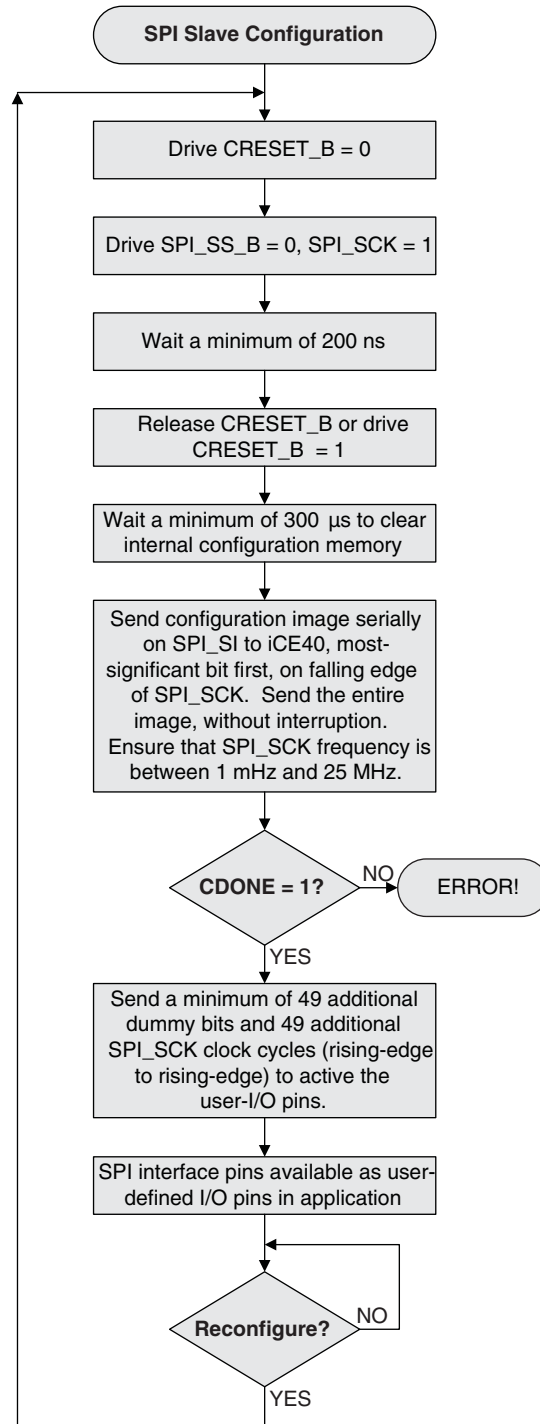 SPI Slave Configuration
Drive CRESET_B = 0
Drive SPI_SS_B = 0, SPI_SCK = 1
Wait a minimum of 200 ns
Release CRESET_B or drive
CRESET_B = 1
Wait a minimum of 300 µs to clear
internal configuration memory
Send configuration image serially
on SPI_SI to iCE40, most-
significant bit first, on falling edge
of SPI_SCK. Send the entire
image, without interruption.
Ensure that SPI_SCK frequency is
between 1 mHz and 25 MHz.
CDONE = 1?
NO
ERROR!
YES
Send a minimum of 49 additional
dummy bits and 49 additional
SPI_SCK clock cycles (rising-edge
to rising-edge) to active the
user-I/O pins.
SPI interface pins available as user-
defined I/O pins in application
Reconfigure?
NO
YES